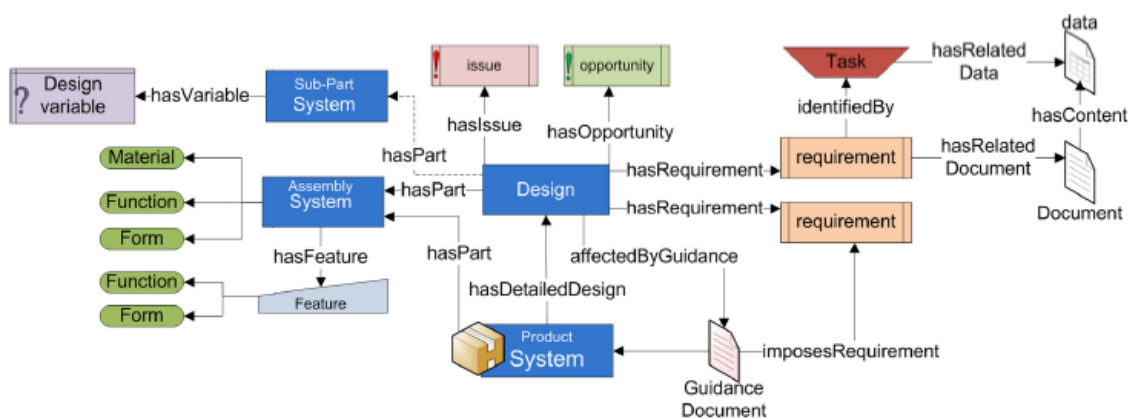 data
issue
opportunity
Task
hasRelated
Data
Design
variable
hasVariable
Sub-Part
System
identifiedBy
hasContent
hasIssue
hasOpportunity
Material
hasPart
requirement
hasRelated
Document
hasRequirement
Assembly
System
hasPart
Design
Function
hasRequirement
requirement
Document
Form
hasFeature
hasPart
affectedByGuidance
Function
Feature
hasDetailedDesign
Form
Product
System
imposesRequirement
Guidance
Document